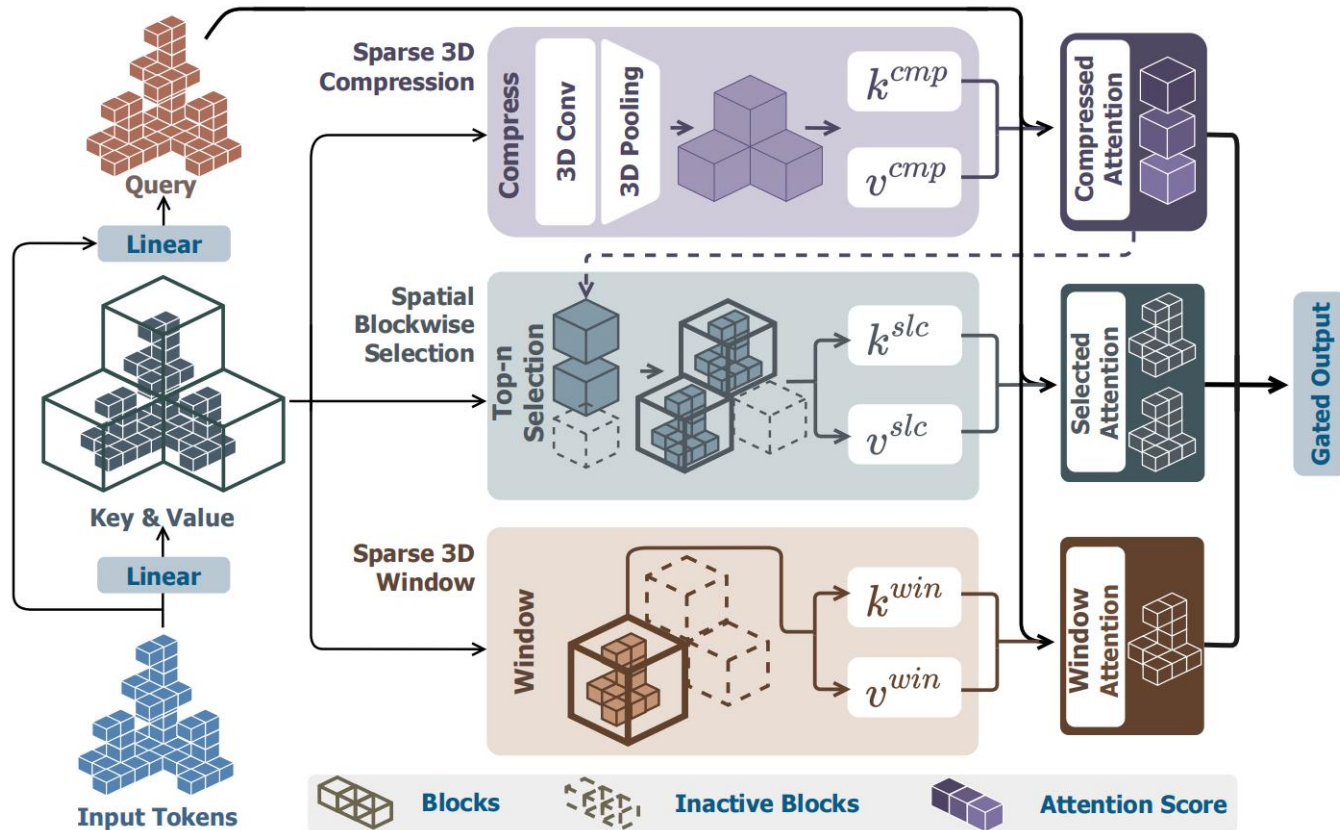 Query
Linear
Key & Value
Linear
Input Tokens
Sparse 3D
Compression
Compress
3D Conv
3D Pooling
k^{cmp}
v^{cmp}
Compressed
Attention
Spatial
Blockwise
Selection
Top-n
Selection
k^{slc}
v^{slc}
Selected
Attention
Sparse 3D
Window
Window
k^{win}
v^{win}
Window
Attention
Gated Output
Blocks
Inactive Blocks
Attention Score